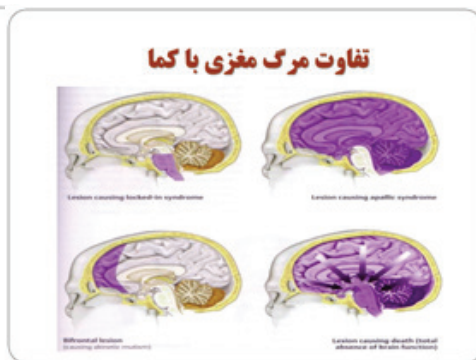 تفاوت مرگ مغزی با کما
Lesion causing locked-in syndrome
Lesion causing apallic syndrome
Bifrontal lesion
(causing akinetic mutism)
Lesion causing death (total
absence of brain function)